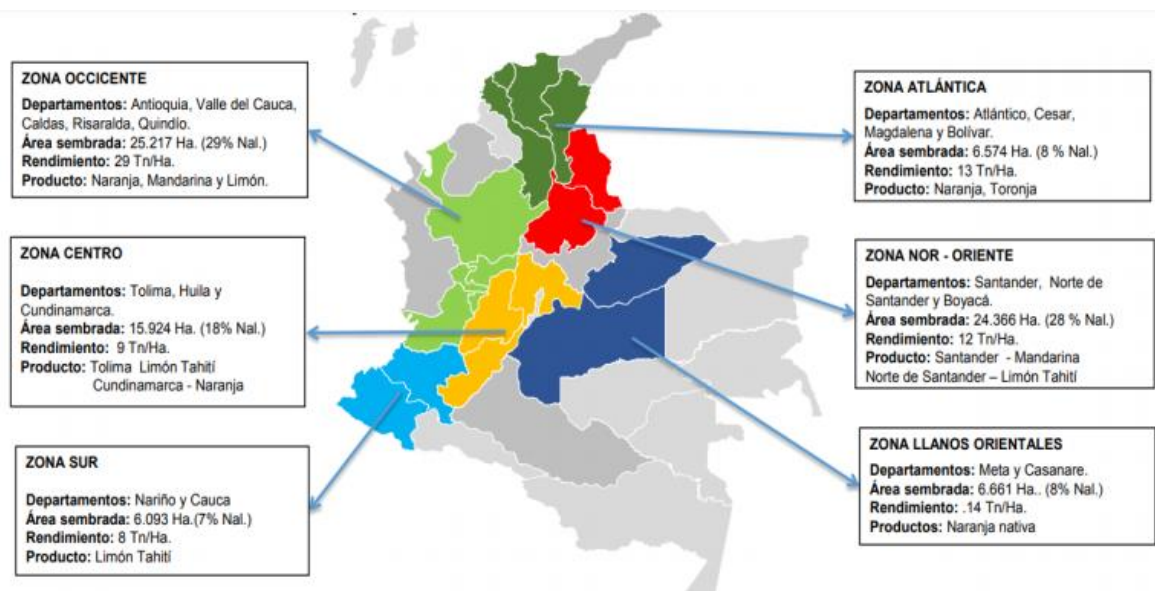 ZONA OCCICENTE
Departamentos: Antioquia, Valle del Cauca,
Caldas, Risaralda, Quindío.
Área sembrada: 25.217 Ha. (29% Nal.)
Rendimiento: 29 Tn/Ha.
Producto: Naranja, Mandarina y Limón.
ZONA CENTRO
Departamentos: Tolima, Huila y
Cundinamarca.
Área sembrada: 15.924 Ha. (18% Nal.)
Rendimiento: 9 Tn/Ha.
Producto: Tolima Limón Tahití
Cundinamarca - Naranja
ZONA SUR
Departamentos: Nariño y Cauca
Área sembrada: 6.093 Ha.(7% Nal.)
Rendimiento: 8 Tn/Ha.
Producto: Limón Tahití
ZONA ATLÁNTICA
Departamentos: Atlántico, Cesar,
Magdalena y Bolívar.
Área sembrada: 6.574 Ha. (8 % Nal.)
Rendimiento: 13 Tn/Ha.
Producto: Naranja, Toronja
ZONA NOR - ORIENTE
Departamentos: Santander, Norte de
Santander y Boyacá.
Área sembrada: 24.366 Ha. (28 % Nal.)
Rendimiento: 12 Tn/Ha.
Producto: Santander - Mandarina
Norte de Santander – Limón Tahití
ZONA LLANOS ORIENTALES
Departamentos: Meta y Casanare.
Área sembrada: 6.661 Ha.. (8% Nal.)
Rendimiento: .14 Tn/Ha.
Productos: Naranja nativa